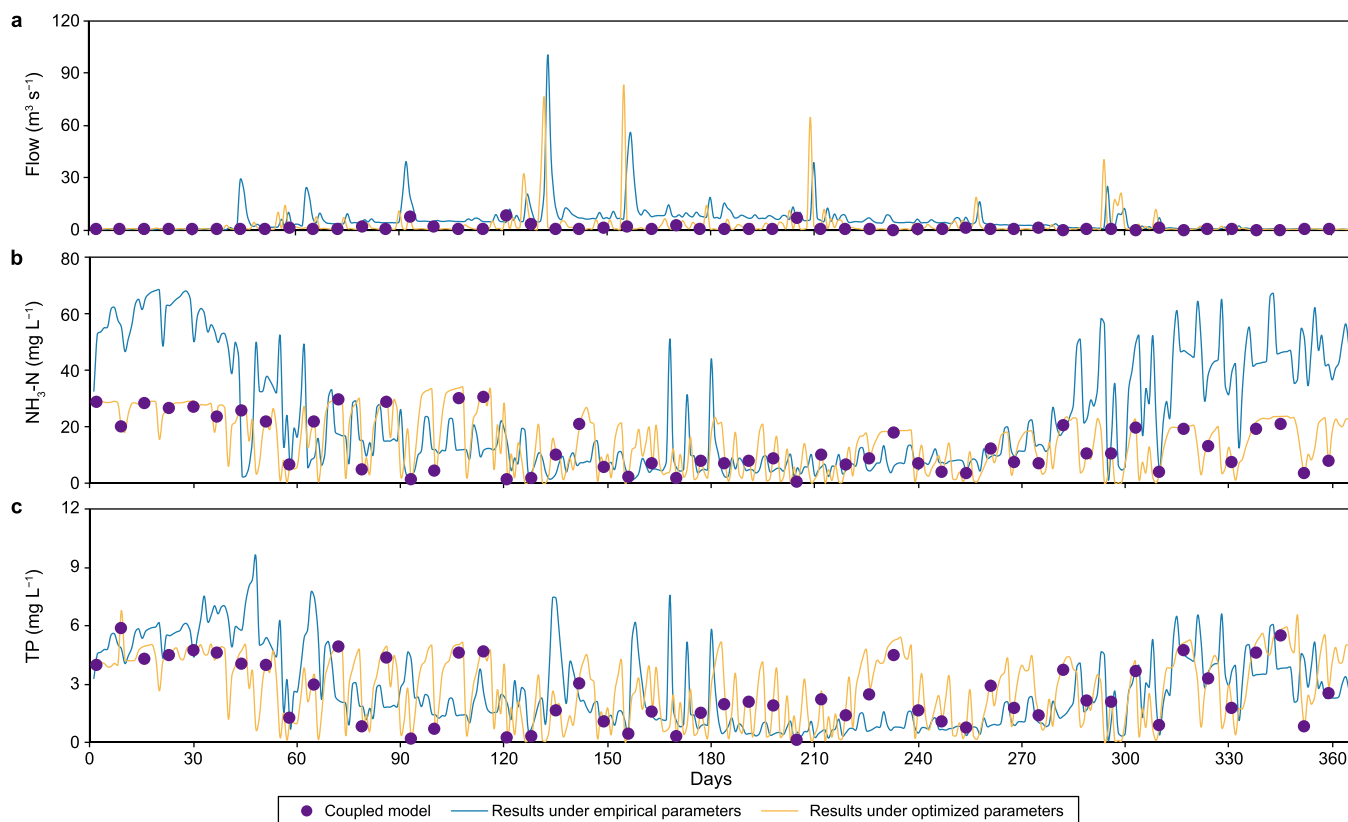 a
120
90
60
30
0
Flow (m³ s⁻¹)
b
80
60
40
20
0
NH₃-N (mg L⁻¹)
c
12
9
6
3
0
TP (mg L⁻¹)
0 30 60 90 120 150 180 210 240 270 300 330 360
Days
Coupled model Results under empirical parameters Results under optimized parameters